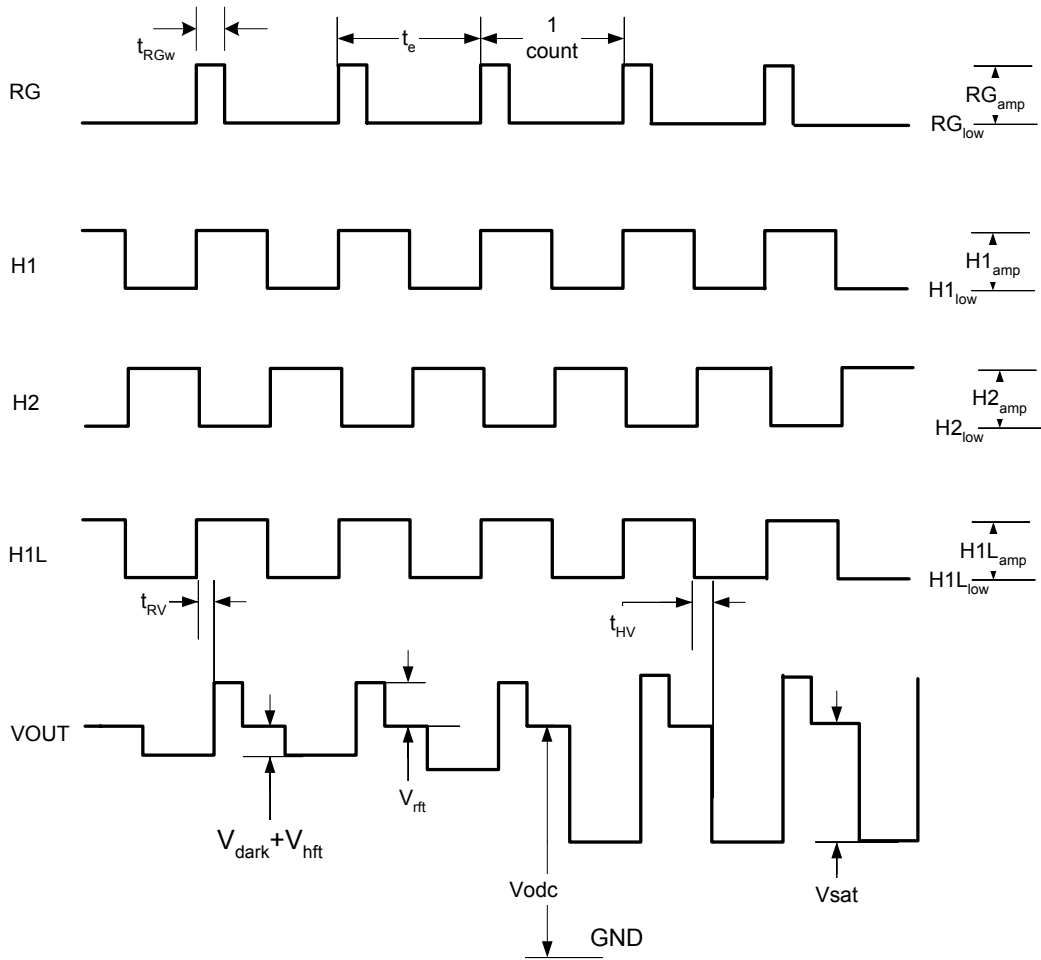 t_RGw
t_e
1
count
RG
RG_amp
RG_low
H1
H1_amp
H1_low
H2
H2_amp
H2_low
H1L
H1L_amp
H1L_low
t_RV
t_HV
VOUT
V_rft
V_dark+V_hft
Vodc
Vsat
GND